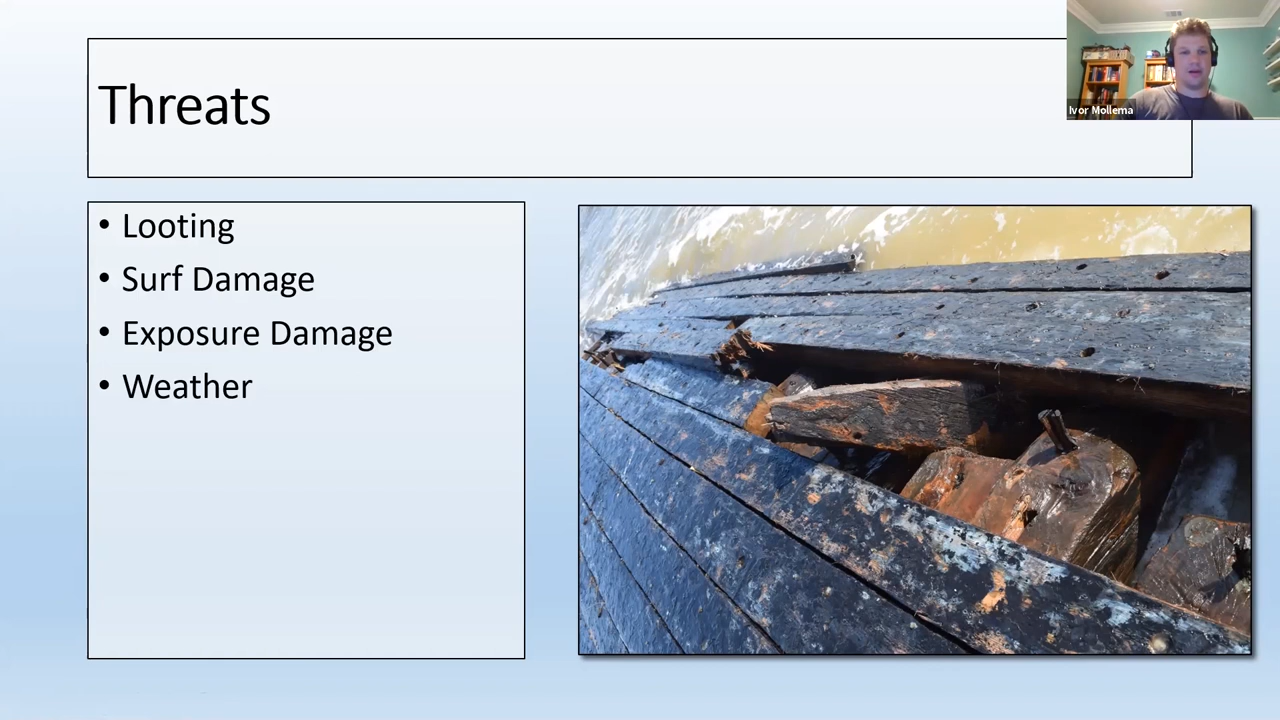 Threats
Ivor Mollema
• Looting
• Surf Damage
• Exposure Damage
• Weather